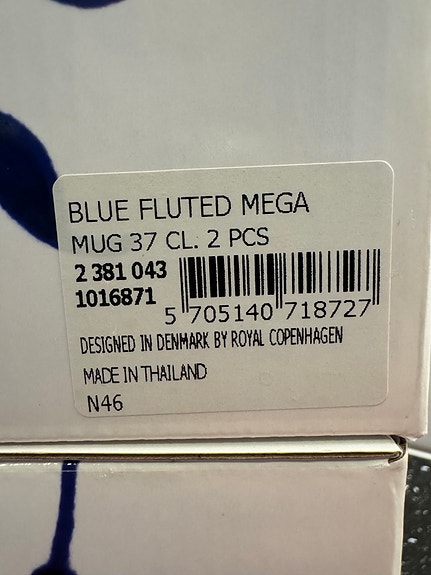 BLUE FLUTED MEGA
MUG 37 CL. 2 PCS
2 381 043
1016871
5 705140 718727
DESIGNED IN DENMARK BY ROYAL COPENHAGEN
MADE IN THAILAND
N46